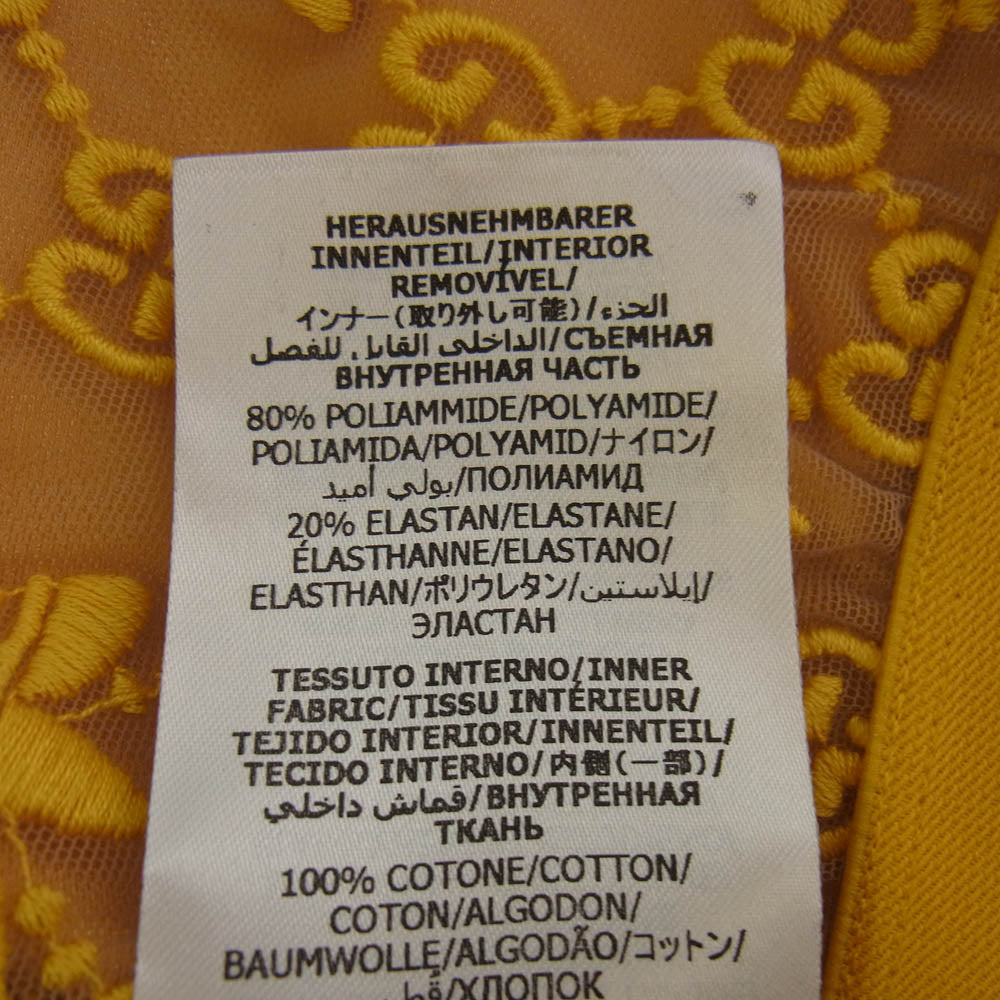 HERAUSNEHMBARER
INNENTEIL/INTERIOR
REMOVÍVEL/
インナー(取り外し可能)/الجزء
الداخلي القابل للفصل/СЪЕМНАЯ
ВНУТРЕННАЯ ЧАСТЬ
80% POLIAMMIDE/POLYAMIDE/
POLIAMIDA/POLYAMID/ナイロン/
بولي أميد/ПОЛИАМИД
20% ELASTAN/ELASTANE/
ÉLASTHANNE/ELASTANO/
ELASTHAN/ポリウレタン/إيلاستين/
ЭЛАСТАН
TESSUTO INTERNO/INNER
FABRIC/TISSU INTÉRIEUR/
TEJIDO INTERIOR/INNENTEIL/
TECIDO INTERNO/内側(一部)/
قماش داخلي/ВНУТРЕННАЯ
ТКАНЬ
100% COTONE/COTTON/
COTON/ALGODON/
BAUMWOLLE/ALGODÃO/コットン/
/ХЛОПОК